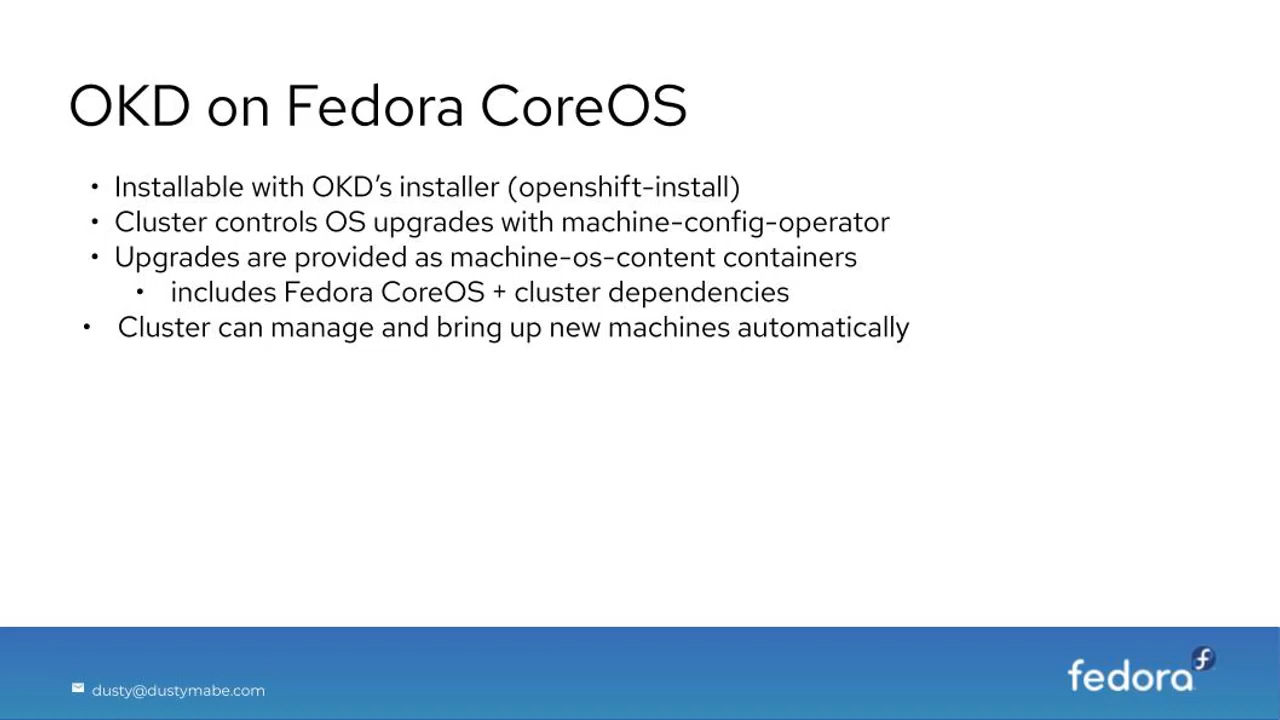 OKD on Fedora CoreOS
• Installable with OKD’s installer (openshift-install)
• Cluster controls OS upgrades with machine-config-operator
• Upgrades are provided as machine-os-content containers
• includes Fedora CoreOS + cluster dependencies
• Cluster can manage and bring up new machines automatically
dusty@dustymabe.com
fedora